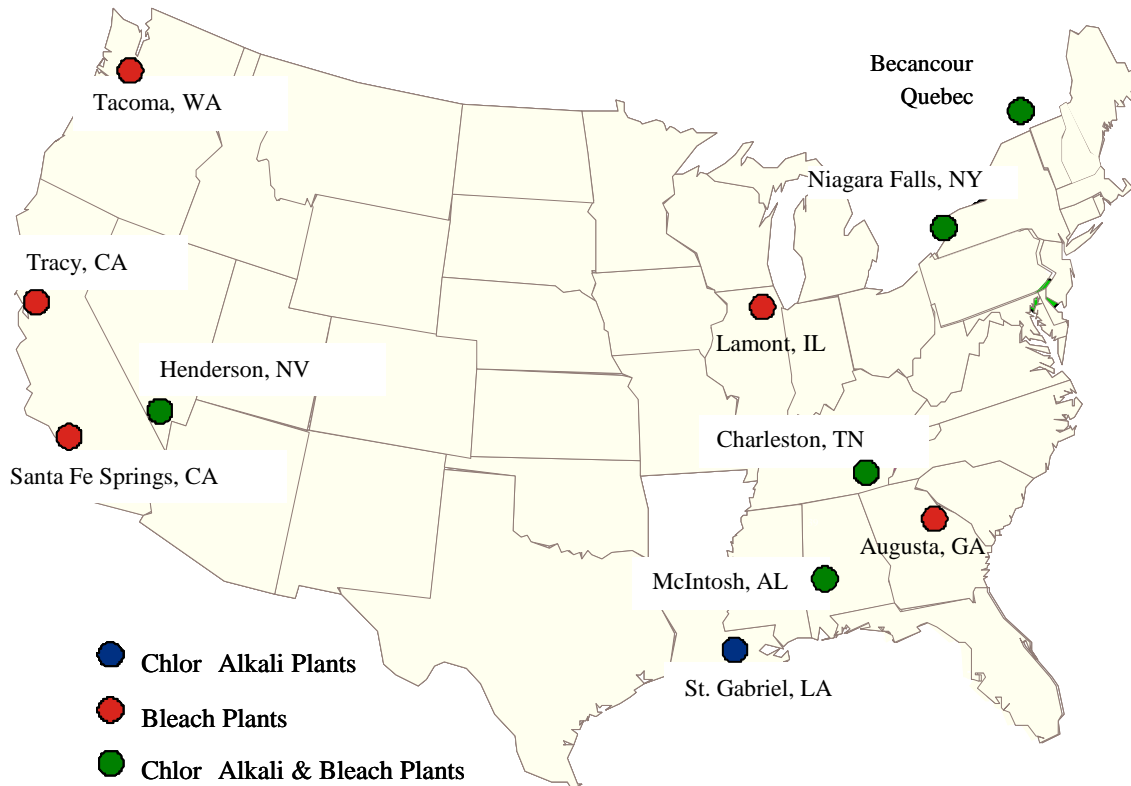 Becancour
Quebec
Tacoma, WA
Niagara Falls, NY
Tracy, CA
Lamont, IL
Henderson, NV
Charleston, TN
Santa Fe Springs, CA
Augusta, GA
McIntosh, AL
St. Gabriel, LA
Chlor Alkali Plants
Bleach Plants
Chlor Alkali & Bleach Plants